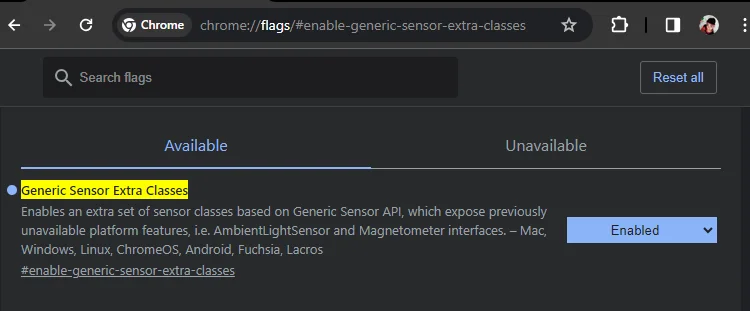 Chrome chrome://flags/#enable-generic-sensor-extra-classes
Search flags Reset all
Available Unavailable
Generic Sensor Extra Classes
Enables an extra set of sensor classes based on Generic Sensor API, which expose previously
unavailable platform features, i.e. AmbientLightSensor and Magnetometer interfaces. – Mac,
Windows, Linux, ChromeOS, Android, Fuchsia, Lacros
Enabled
#enable-generic-sensor-extra-classes